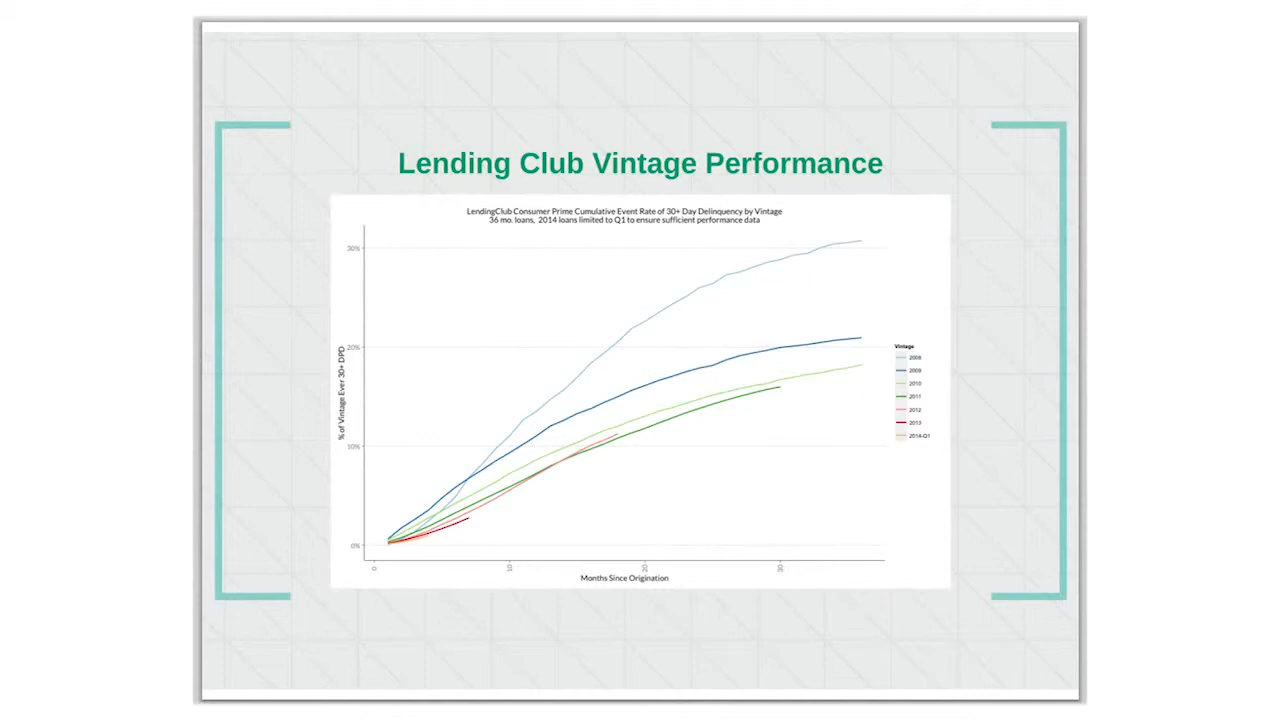 Lending Club Vintage Performance
LendingClub Consumer Prime Cumulative Event Rate of 30+ Day Delinquency by Vintage
36 mo. loans, 2014 loans limited to Q1 to ensure sufficient performance data
30%
20%
10%
0%
% of Vintage Ever 30+ DPD
0
10
20
30
Months Since Origination
Vintage
2008
2009
2010
2011
2012
2013
2014-Q1